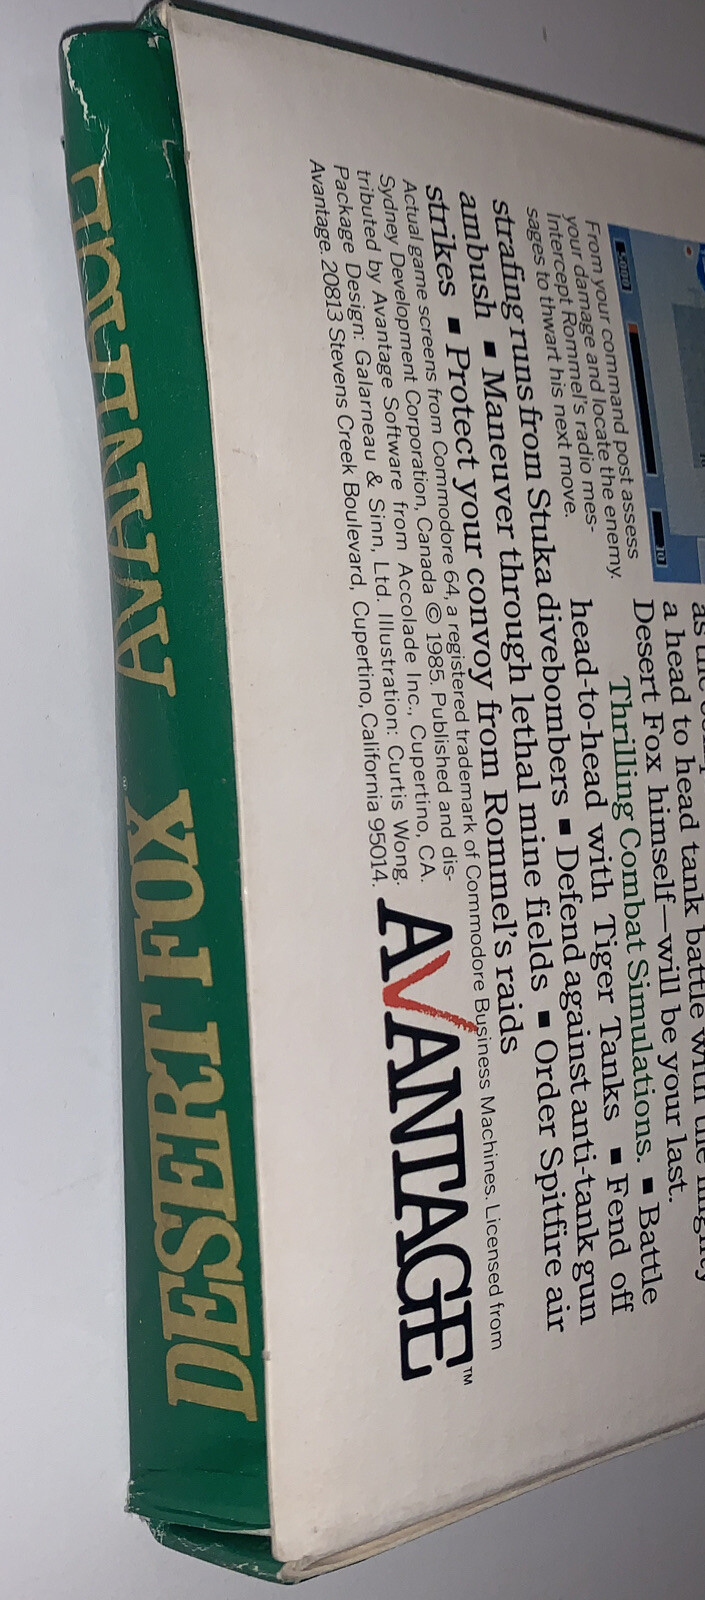 a head to head tank battle with the mighty
Desert Fox himself—will be your last.
Thrilling Combat Simulations. ■ Battle
head-to-head with Tiger Tanks ■ Fend off
strafing runs from Stuka divebombers ■ Defend against anti-tank gun
ambush ■ Maneuver through lethal mine fields ■ Order Spitfire air
strikes ■ Protect your convoy from Rommel's raids
From your command post assess
your damage and locate the enemy.
Intercept Rommel's radio mes-
sages to thwart his next move.
Actual game screens from Commodore 64, a registered trademark of Commodore Business Machines. Licensed from
Sydney Development Corporation, Canada © 1985. Published and dis-
tributed by Avantage Software from Accolade Inc., Cupertino, CA.
Package Design: Galarneau & Sinn, Ltd. Illustration: Curtis Wong.
Avantage. 20813 Stevens Creek Boulevard, Cupertino, California 95014.
AVANTAGE™
AVANTAGE DESERT FOX